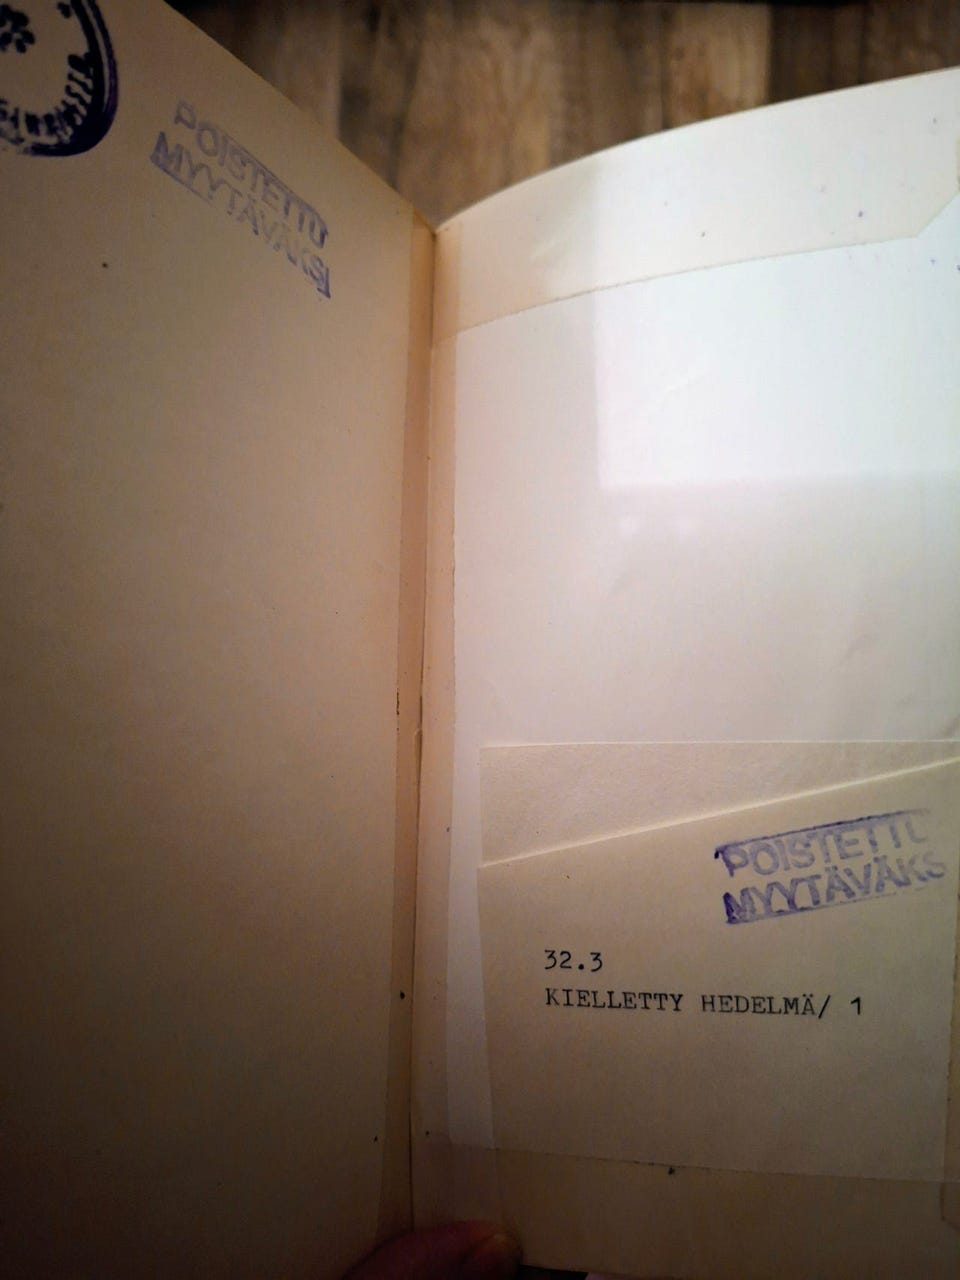 POISTETTU
MYYTÄVÄKSI
POISTETTU
MYYTÄVÄKS
32.3
KIELLETTY HEDELMÄ/ 1